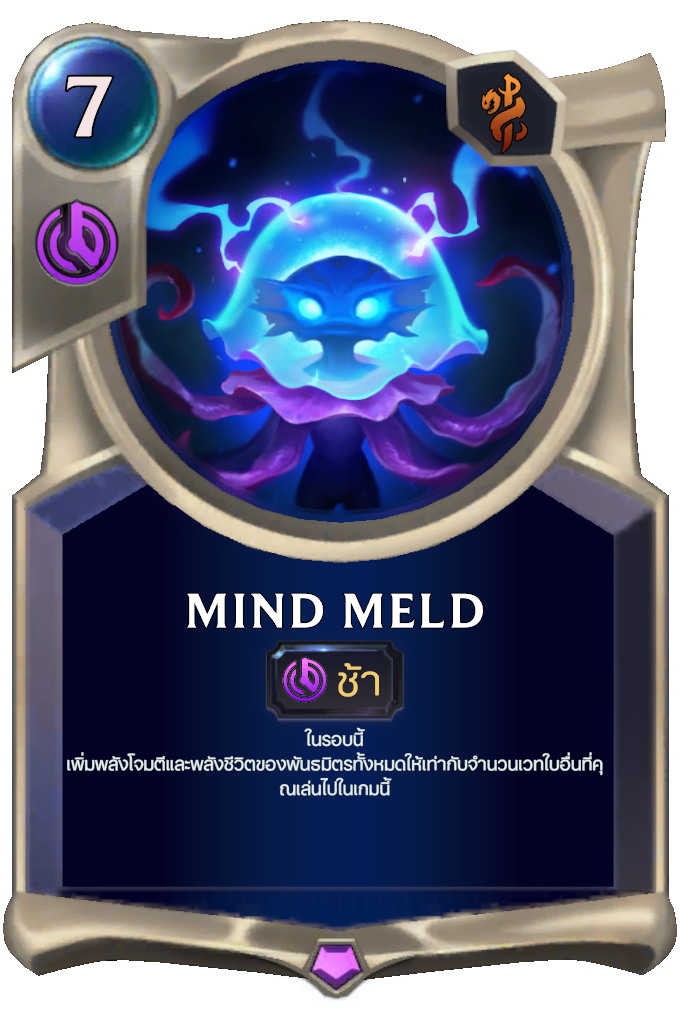 7
MIND MELD
ช้า
ในรอบนี้
เพิ่มพลังโจมตีและพลังชีวิตของพันธมิตรทั้งหมดให้เท่ากับจำนวนเวทใบอื่นที่คุ
ณเล่นไปในเกมนี้